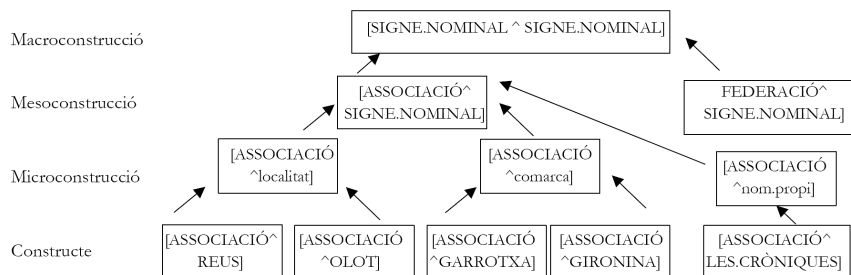 Macroconstrucció
[SIGNE.NOMINAL ^ SIGNE.NOMINAL]
Mesoconstrucció
[ASSOCIACIÓ^
SIGNE.NOMINAL]
FEDERACIÓ^
SIGNE.NOMINAL]
Microconstrucció
[ASSOCIACIÓ
^localitat]
[ASSOCIACIÓ
^comarca]
[ASSOCIACIÓ
^nom.propi]
Constructe
[ASSOCIACIÓ^
REUS]
[ASSOCIACIÓ
^OLOT]
[ASSOCIACIÓ
^GARROTXA]
[ASSOCIACIÓ
^GIRONINA]
[ASSOCIACIÓ^
LES.CRÒNIQUES]